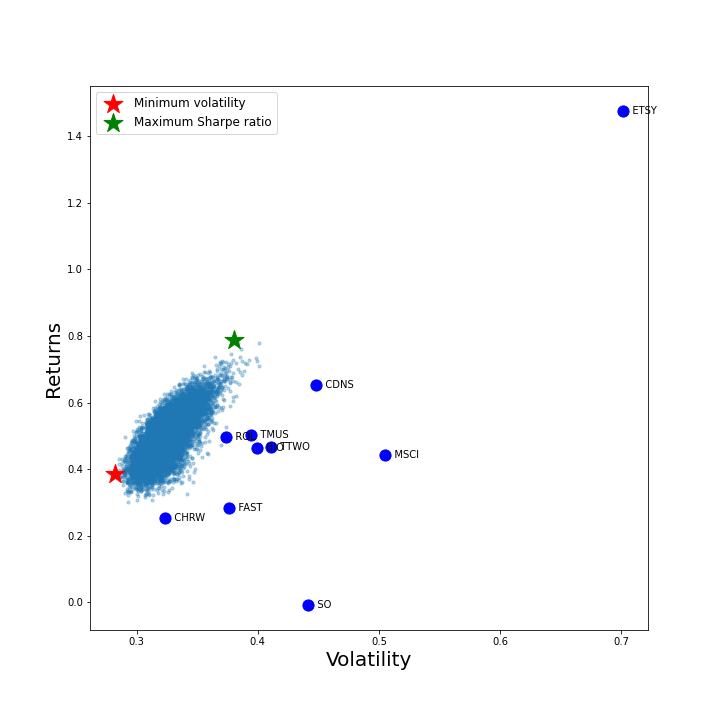 Minimum volatility
Maximum Sharpe ratio
ETSY
1.4
1.2
1.0
0.8
0.6
0.4
0.2
0.0
Returns
CDNS
TMUS
TTWO
MSCI
FAST
CHRW
SO
0.3
0.4
0.5
0.6
0.7
Volatility